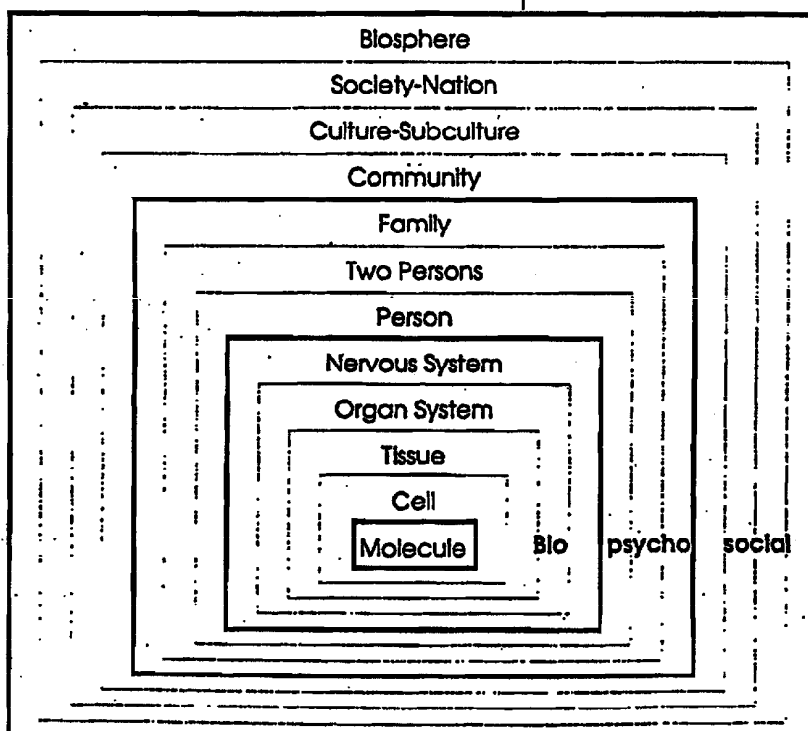 Biosphere
Society-Nation
Culture-Subculture
Community
Family
Two Persons
Person
Nervous System
Organ System
Tissue
Cell
Molecule Bio psycho social